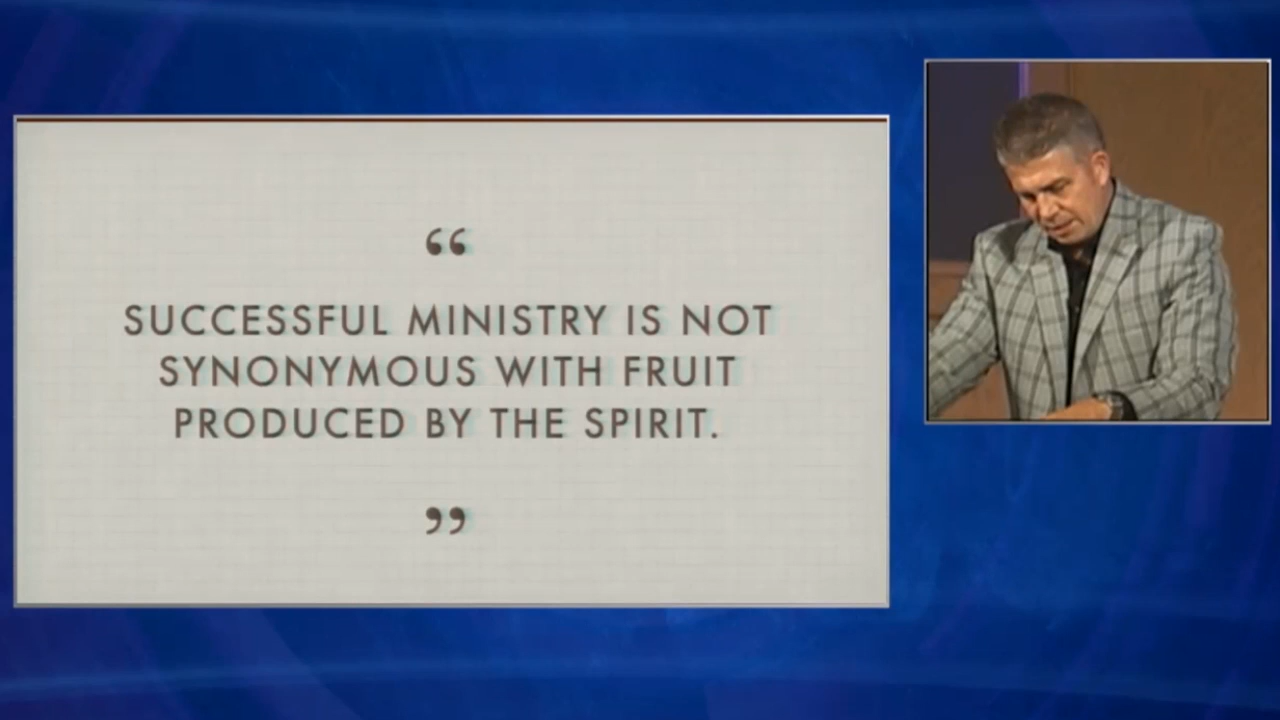 “
SUCCESSFUL MINISTRY IS NOT
SYNONYMOUS WITH FRUIT
PRODUCED BY THE SPIRIT.
”